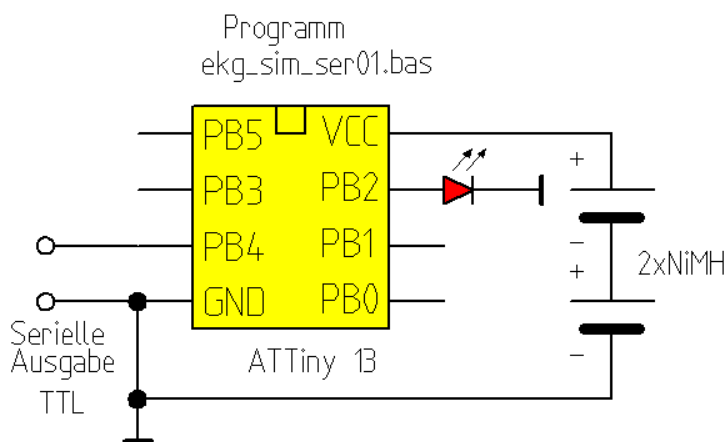 Programm
ekg_sim_ser01.bas
PB5 VCC
PB3 PB2
PB4 PB1
GND PB0
+
-
+
-
2xNiMH
Serielle
Ausgabe
TTL
ATTiny 13